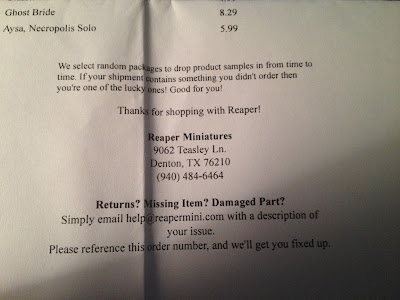 Ghost Bride 8.29
Aysa, Necropolis Solo 5.99
We select random packages to drop product samples in from time to
time. If your shipment contains something you didn't order then
you're one of the lucky ones! Good for you!
Thanks for shopping with Reaper!
Reaper Miniatures
9062 Teasley Ln.
Denton, TX 76210
(940) 484-6464
Returns? Missing Item? Damaged Part?
Simply email help@reapermini.com with a description of
your issue.
Please reference this order number, and we'll get you fixed up.